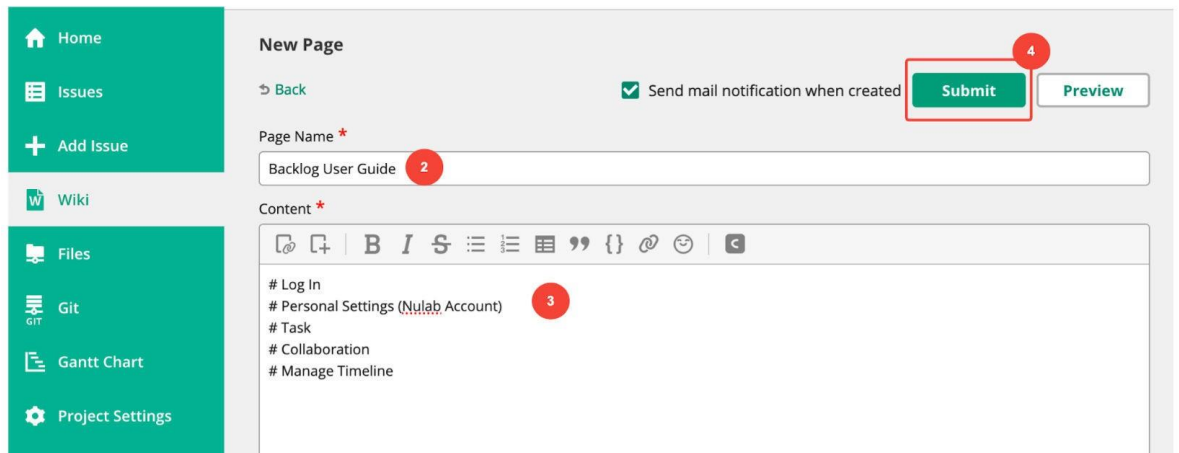 Home
Issues
Add Issue
W Wiki
Files
GIT Git
Gantt Chart
Project Settings
New Page
4
Back
Send mail notification when created Submit Preview
Page Name *
Backlog User Guide 2
Content *
B I S {} C
# Log In
# Personal Settings (Nulab Account) 3
# Task
# Collaboration
# Manage Timeline